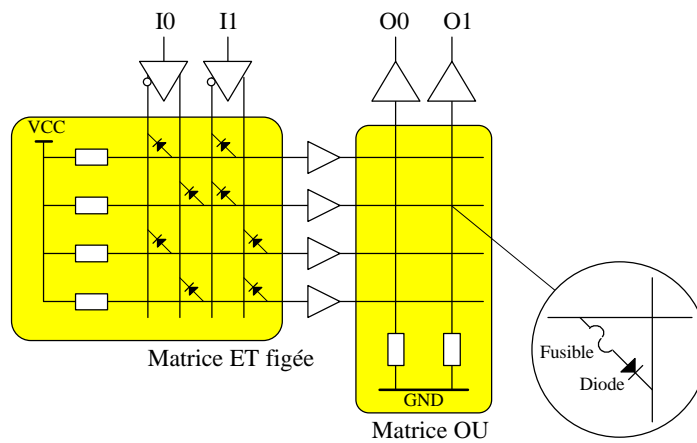 I0 I1 O0 O1
VCC
Fusible
Diode
Matrice ET figée
GND
Matrice OU